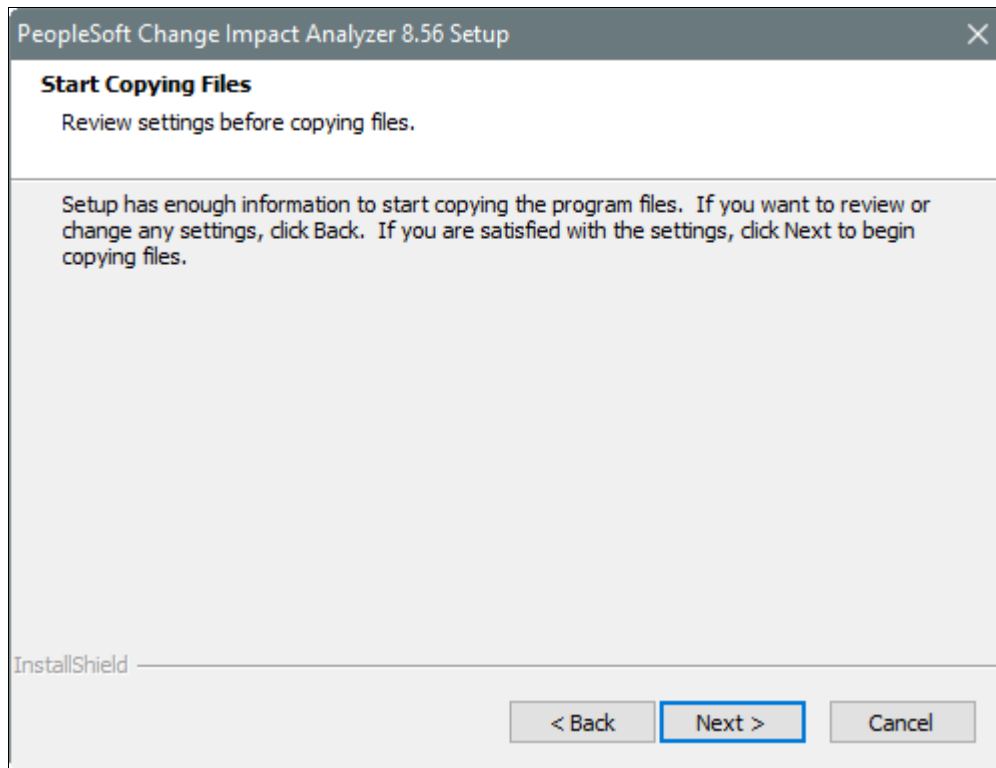 PeopleSoft Change Impact Analyzer 8.56 Setup
Start Copying Files
Review settings before copying files.
Setup has enough information to start copying the program files. If you want to review or
change any settings, click Back. If you are satisfied with the settings, click Next to begin
copying files.
InstallShield
< Back Next > Cancel